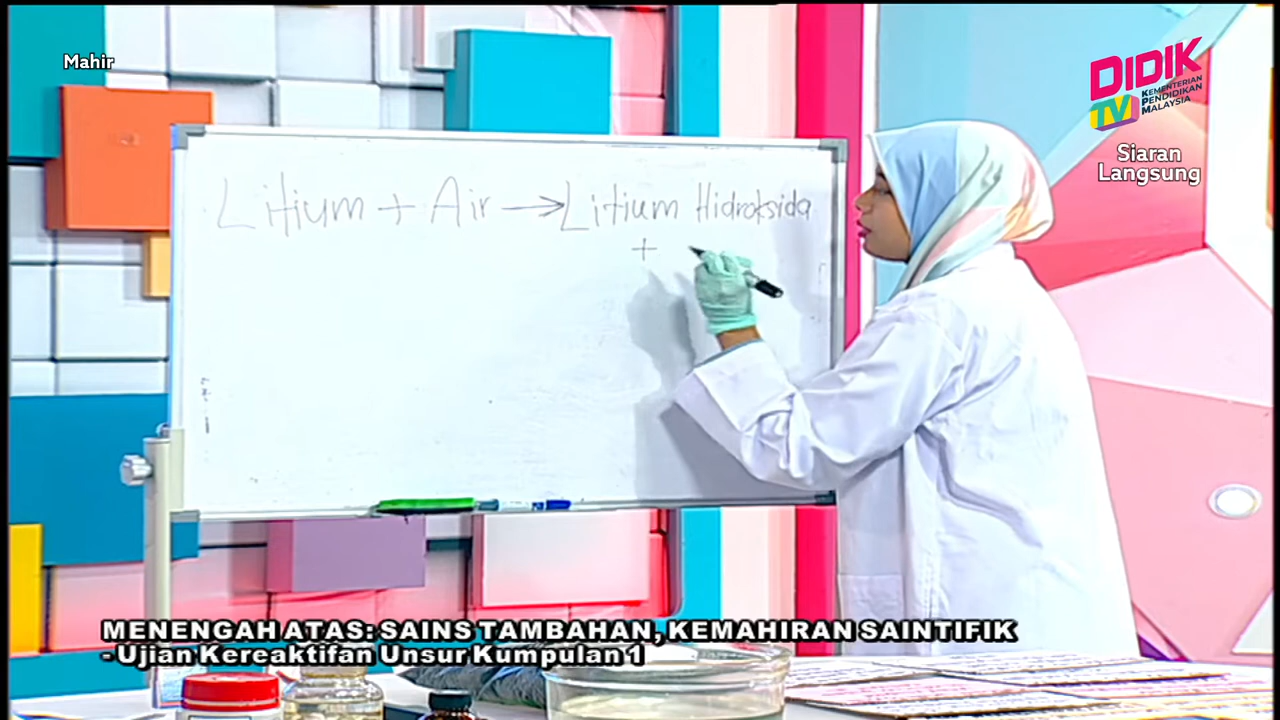 Mahir
DIDIK
TV
KEMENTERIAN
PENDIDIKAN
MALAYSIA
Siaran
Langsung
Litium + Air → Litium Hidroksida
+
MENENGAH ATAS: SAINS TAMBAHAN, KEMAHIRAN SAINTIFIK
- Ujian Kereaktifan Unsur Kumpulan 1